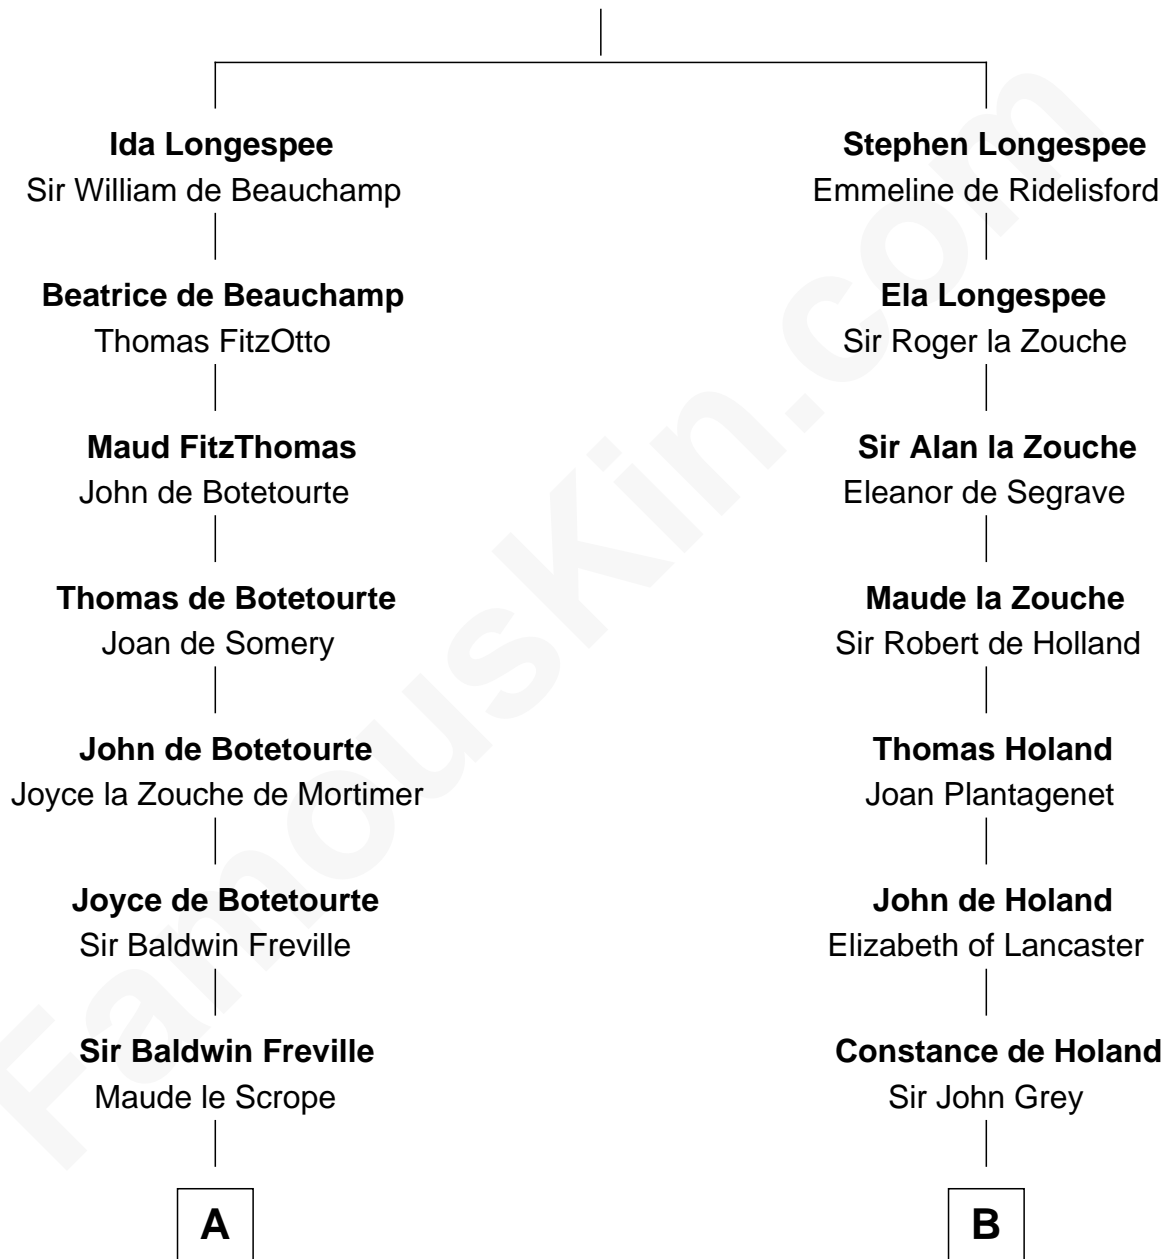 Ida Longespee
Sir William de Beauchamp
Beatrice de Beauchamp
Thomas FitzOtto
Maud FitzThomas
John de Botetourte
Thomas de Botetourte
Joan de Somery
John de Botetourte
Joyce la Zouche de Mortimer
Joyce de Botetourte
Sir Baldwin Freville
Sir Baldwin Freville
Maude le Scrope
A
Stephen Longespee
Emmeline de Ridelisford
Ela Longespee
Sir Roger la Zouche
Sir Alan la Zouche
Eleanor de Segrave
Maude la Zouche
Sir Robert de Holland
Thomas Holand
Joan Plantagenet
John de Holand
Elizabeth of Lancaster
Constance de Holand
Sir John Grey
B
FamousKin.com